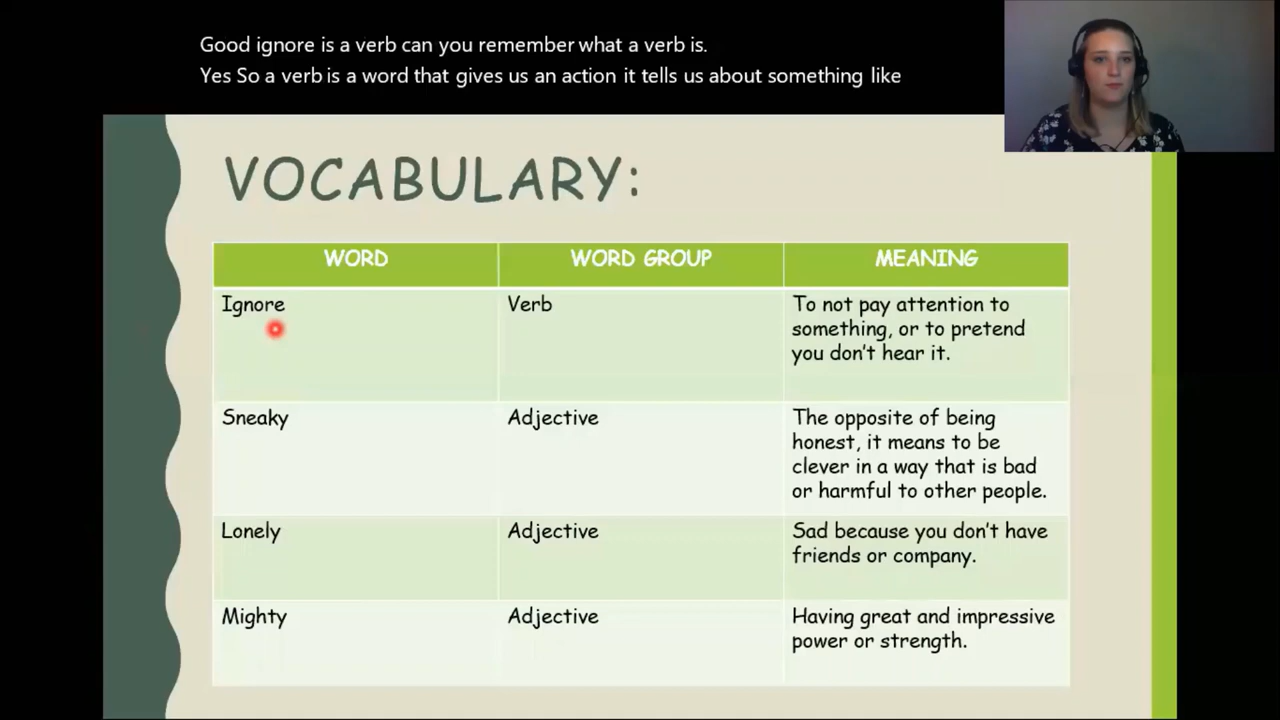 Good ignore is a verb can you remember what a verb is.
Yes So a verb is a word that gives us an action it tells us about something like
VOCABULARY:
WORD WORD GROUP MEANING
Ignore Verb To not pay attention to
something, or to pretend
you don't hear it.
Sneaky Adjective The opposite of being
honest, it means to be
clever in a way that is bad
or harmful to other people.
Lonely Adjective Sad because you don't have
friends or company.
Mighty Adjective Having great and impressive
power or strength.